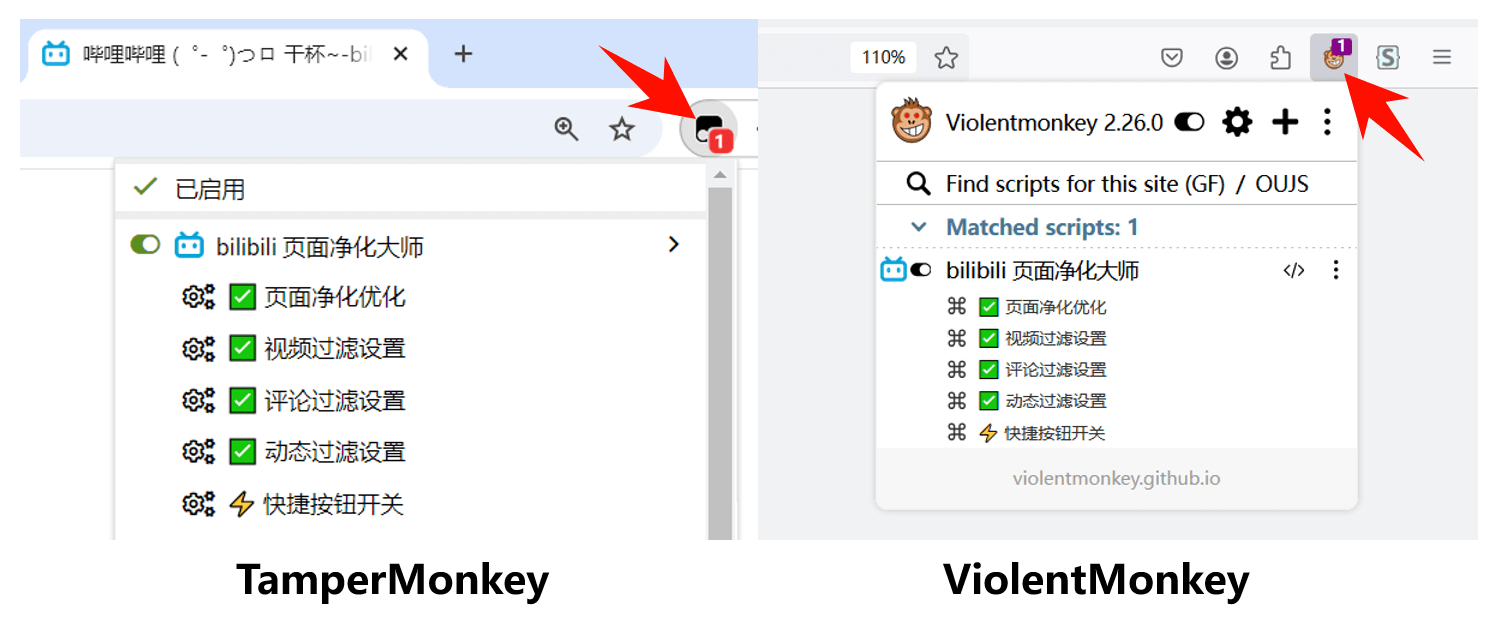 哔哩哔哩 ( ゜- ゜)つロ 干杯~-bili
1
已启用
bilibili 页面净化大师
页面净化优化
视频过滤设置
评论过滤设置
动态过滤设置
快捷按钮开关
TamperMonkey
110%
1
S
Violentmonkey 2.26.0
Find scripts for this site (GF) / OUJS
Matched scripts: 1
bilibili 页面净化大师 </>
⌘ 页面净化优化
⌘ 视频过滤设置
⌘ 评论过滤设置
⌘ 动态过滤设置
⌘ 快捷按钮开关
violentmonkey.github.io
ViolentMonkey